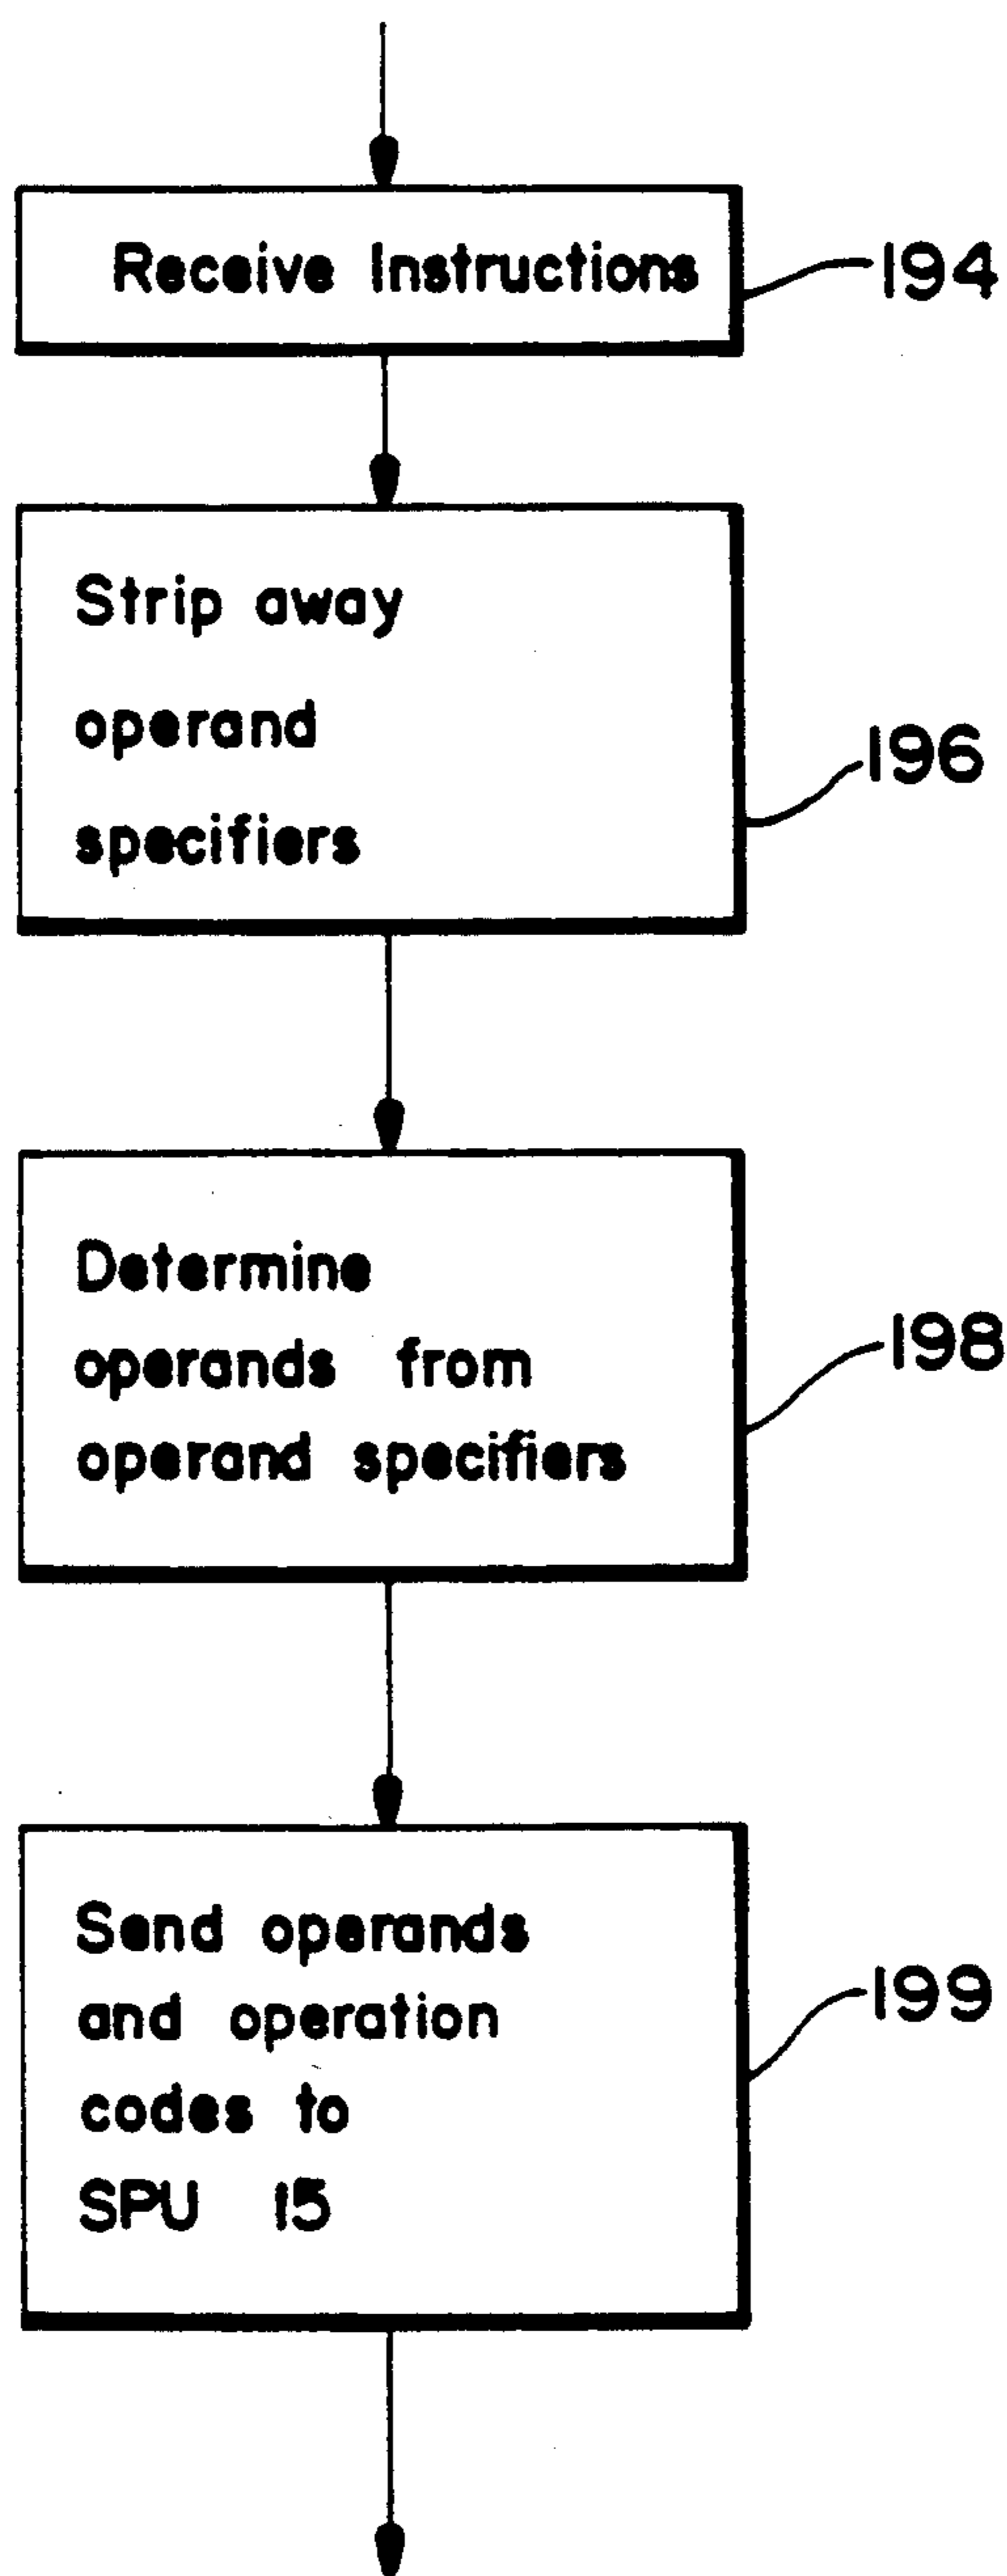 Receive Instructions
194
Strip away
operand
specifiers
196
Determine
operands from
operand specifiers
198
Send operands
and operation
codes to
SPU 15
199